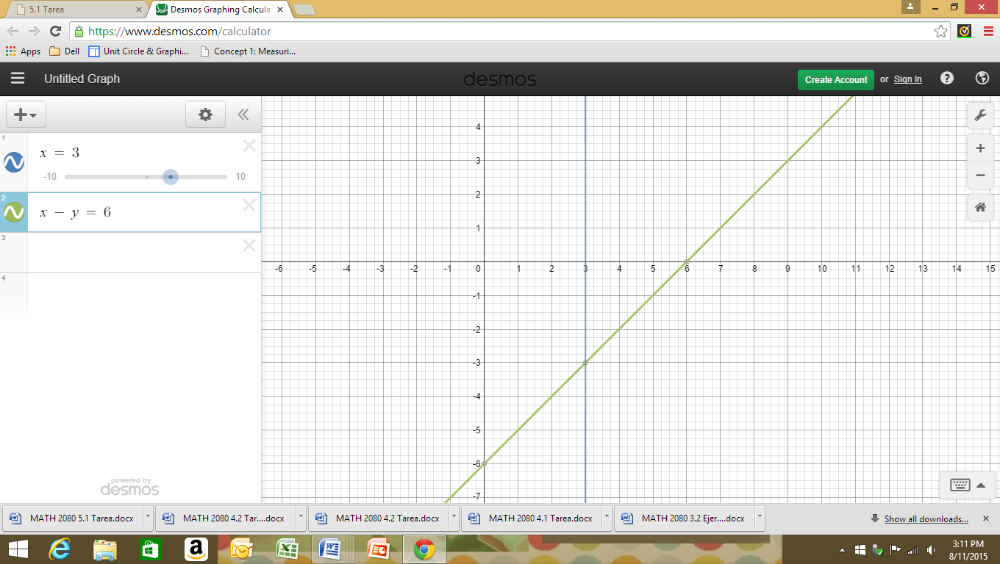 5.1 Tarea
Desmos Graphing Calcula
https://www.desmos.com/calculator
Apps Dell Unit Circle & Graphi... Concept 1: Measuri...
Untitled Graph desmos Create Account or Sign In ?
1
x = 3
-10 10
2
x − y = 6
3
4
powered by
desmos
4
3
2
1
-6 -5 -4 -3 -2 -1 0 1 2 3 4 5 6 7 8 9 10 11 12 13 14 15
-1
-2
-3
-4
-5
-6
-7
MATH 2080 5.1 Tarea.docx MATH 2080 4.2 Tar....docx MATH 2080 4.2 Tarea.docx MATH 2080 4.1 Tarea.docx MATH 2080 3.2 Ejer....docx Show all downloads...
3:11 PM
8/11/2015